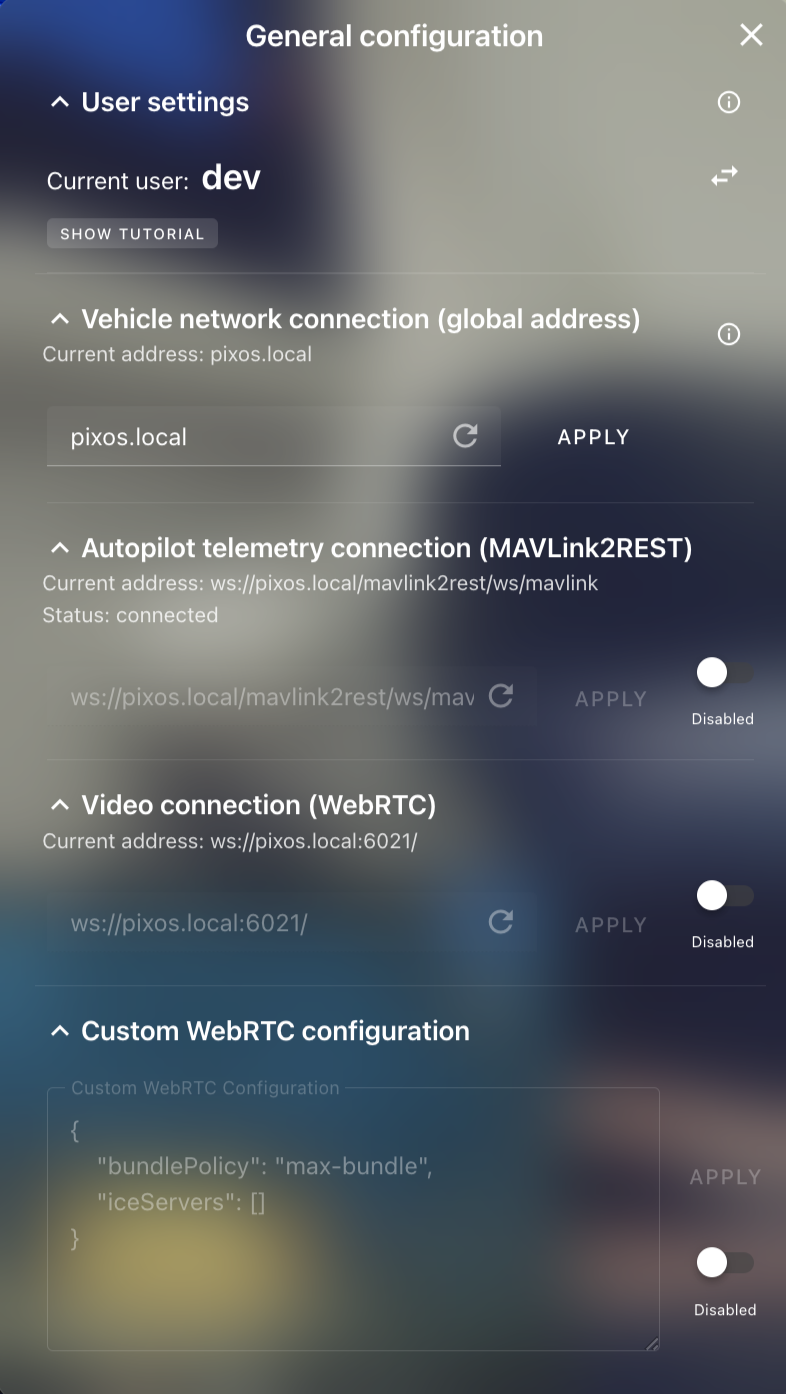 General configuration
User settings
Current user: dev
SHOW TUTORIAL
Vehicle network connection (global address)
Current address: pixos.local
pixos.local
APPLY
Autopilot telemetry connection (MAVLink2REST)
Current address: ws://pixos.local/mavlink2rest/ws/mavlink
Status: connected
ws://pixos.local/mavlink2rest/ws/mav
APPLY
Disabled
Video connection (WebRTC)
Current address: ws://pixos.local:6021/
ws://pixos.local:6021/
APPLY
Disabled
Custom WebRTC configuration
Custom WebRTC Configuration
{
"bundlePolicy": "max-bundle",
"iceServers": []
}
APPLY
Disabled